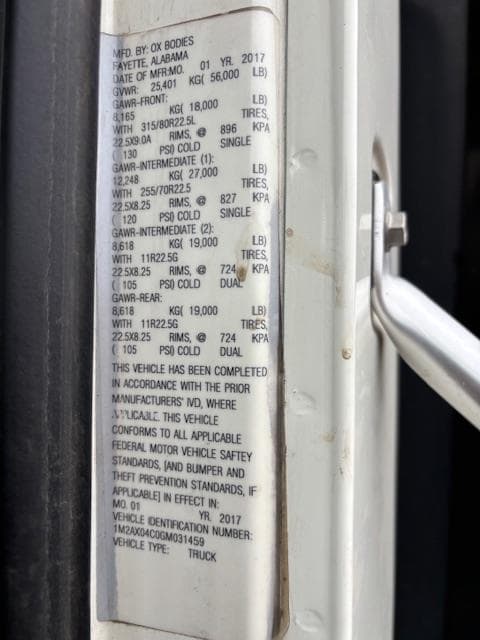 MFD. BY: OX BODIES
FAYETTE, ALABAMA
DATE OF MFR:MO. 01 YR. 2017
GVWR: 25,401 KG( 56,000 LB)
GAWR-FRONT:
8,165 KG( 18,000 LB)
WITH 315/80R22.5L TIRES,
22.5X9.0A RIMS, @ 896 KPA
( 130 PSI) COLD SINGLE
GAWR-INTERMEDIATE (1):
12,248 KG( 27,000 LB)
WITH 255/70R22.5 TIRES,
22.5X8.25 RIMS, @ 827 KPA
( 120 PSI) COLD SINGLE
GAWR-INTERMEDIATE (2):
8,618 KG( 19,000 LB)
WITH 11R22.5G TIRES,
22.5X8.25 RIMS, @ 724 KPA
( 105 PSI) COLD DUAL
GAWR-REAR:
8,618 KG( 19,000 LB)
WITH 11R22.5G TIRES,
22.5X8.25 RIMS, @ 724 KPA
( 105 PSI) COLD DUAL
THIS VEHICLE HAS BEEN COMPLETED
IN ACCORDANCE WITH THE PRIOR
MANUFACTURERS' IVD, WHERE
APPLICABLE. THIS VEHICLE
CONFORMS TO ALL APPLICABLE
FEDERAL MOTOR VEHICLE SAFTEY
STANDARDS, [AND BUMPER AND
THEFT PREVENTION STANDARDS, IF
APPLICABLE] IN EFFECT IN:
MO. 01 YR. 2017
VEHICLE IDENTIFICATION NUMBER:
1M2AX04C0GM031459
VEHICLE TYPE: TRUCK